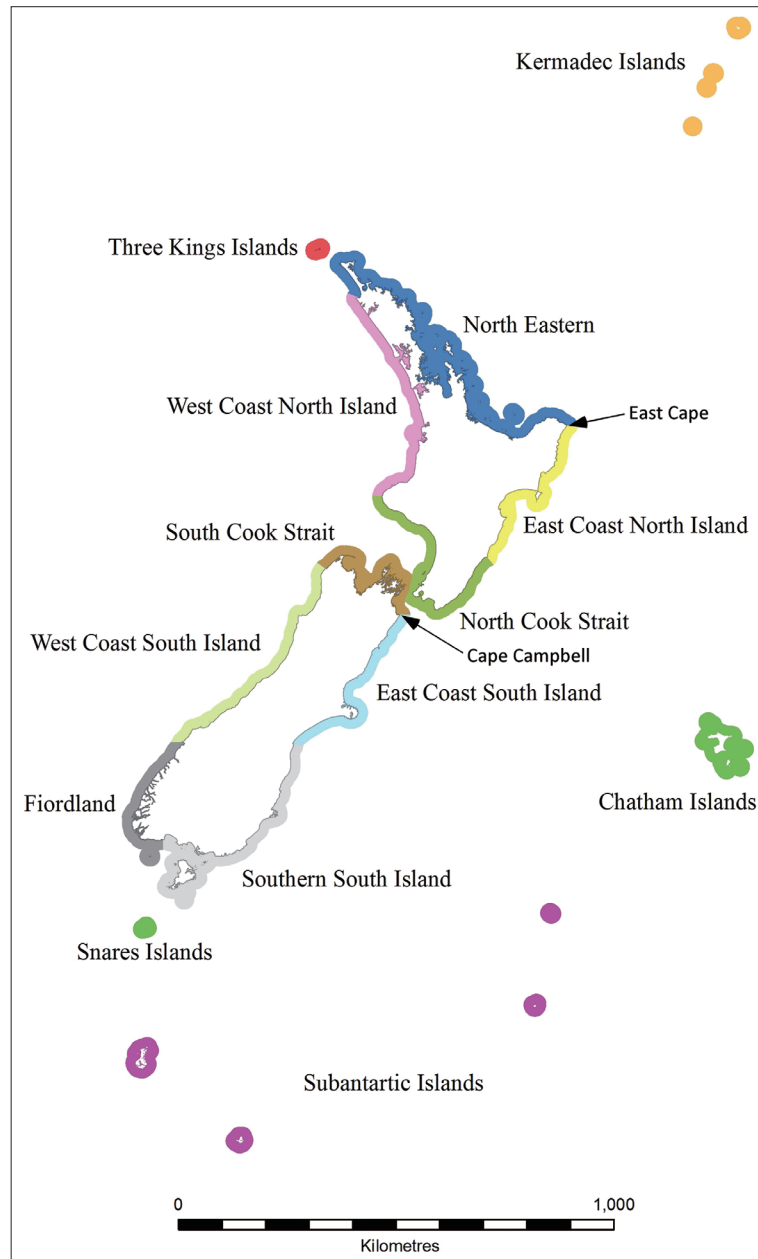 Kermadec Islands
Three Kings Islands
North Eastern
West Coast North Island
East Cape
South Cook Strait
East Coast North Island
West Coast South Island
North Cook Strait
Cape Campbell
East Coast South Island
Fiordland
Chatham Islands
Southern South Island
Snares Islands
Subantartic Islands
0
1,000
Kilometres